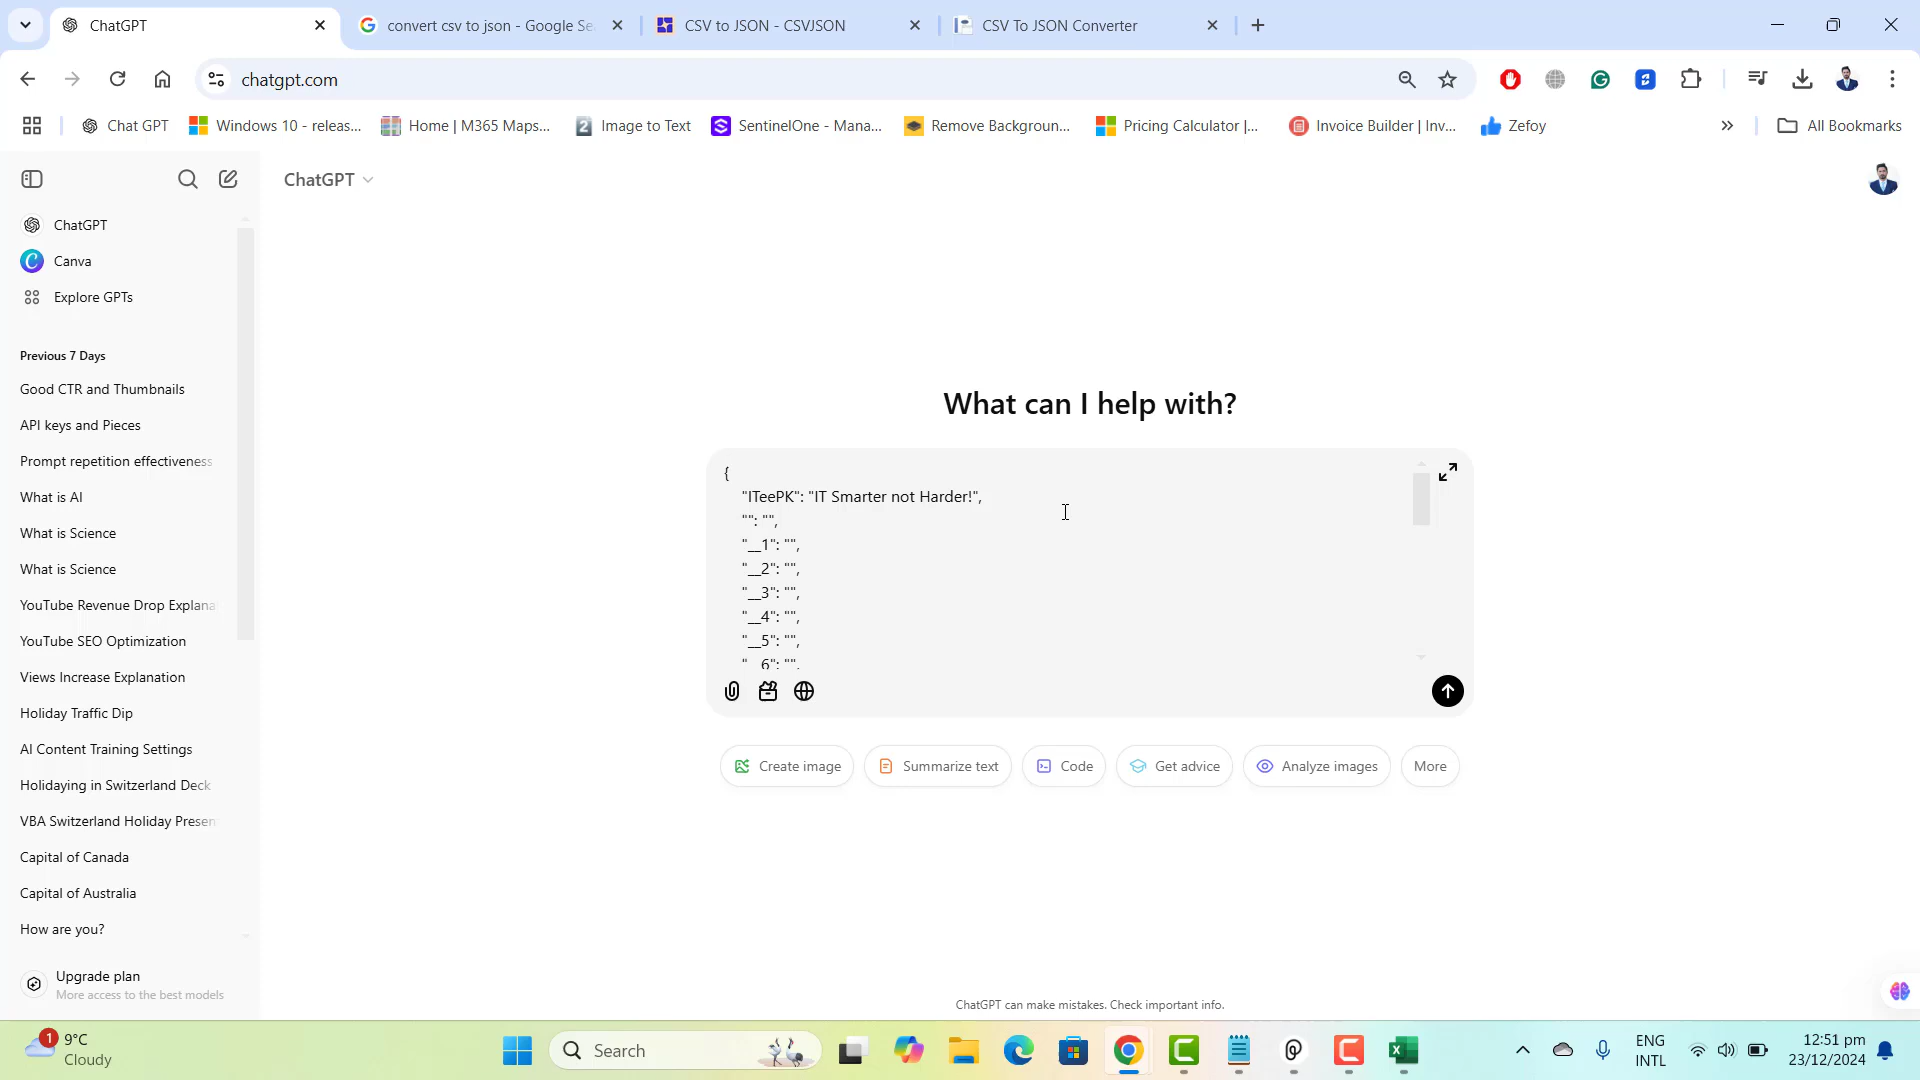 ChatGPT
convert csv to json - Google Se
CSV to JSON - CSVJSON
CSV To JSON Converter
chatgpt.com
Chat GPT
Windows 10 - releas...
Home | M365 Maps...
Image to Text
SentinelOne - Mana...
Remove Backgroun...
Pricing Calculator |...
Invoice Builder | Inv...
Zefoy
All Bookmarks
ChatGPT
ChatGPT
Canva
Explore GPTs
Previous 7 Days
Good CTR and Thumbnails
API keys and Pieces
Prompt repetition effectiveness
What is AI
What is Science
What is Science
YouTube Revenue Drop Explana
YouTube SEO Optimization
Views Increase Explanation
Holiday Traffic Dip
AI Content Training Settings
Holidaying in Switzerland Deck
VBA Switzerland Holiday Presen
Capital of Canada
Capital of Australia
How are you?
Upgrade plan
More access to the best models
What can I help with?
{
"ITeePK": "IT Smarter not Harder!",
"": "",
"__1": "",
"__2": "",
"__3": "",
"__4": "",
"__5": "",
"__6": "",
Create image
Summarize text
Code
Get advice
Analyze images
More
ChatGPT can make mistakes. Check important info.
1
9°C
Cloudy
Search
ENG
INTL
12:51 pm
23/12/2024